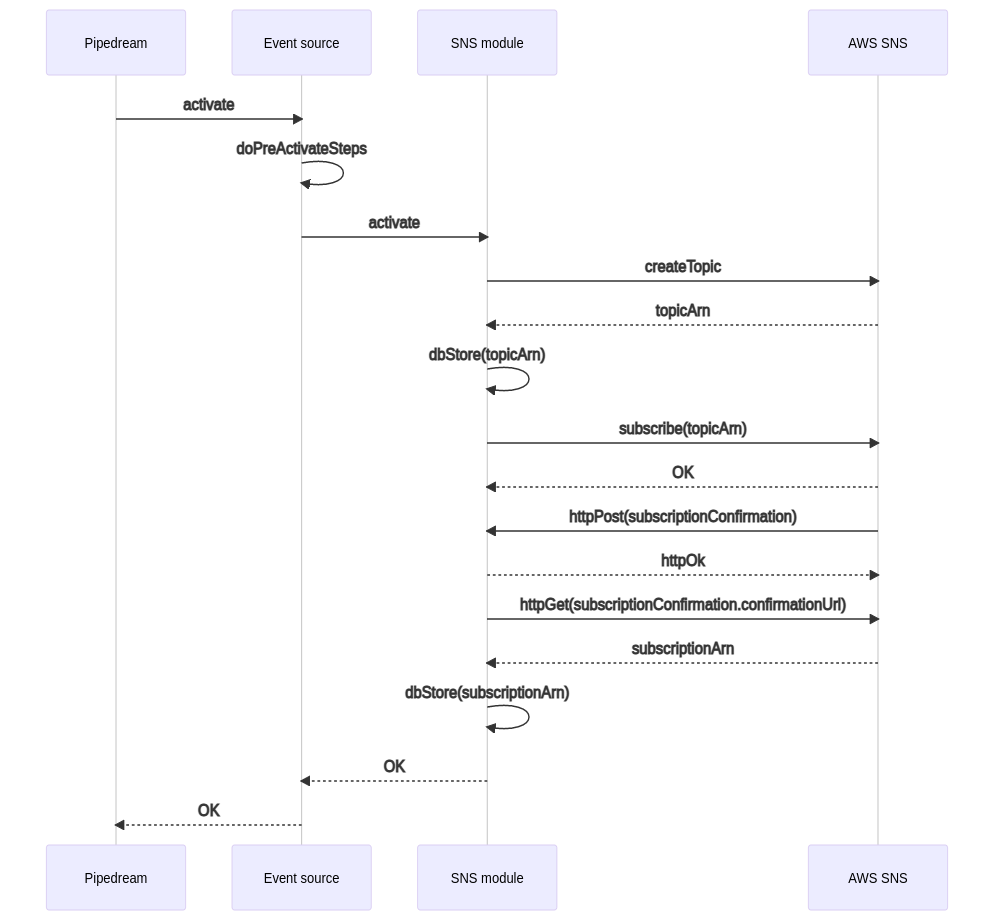 Pipedream
Event source
SNS module
AWS SNS
activate
doPreActivateSteps
activate
createTopic
topicArn
dbStore(topicArn)
subscribe(topicArn)
OK
httpPost(subscriptionConfirmation)
httpOk
httpGet(subscriptionConfirmation.confirmationUrl)
subscriptionArn
dbStore(subscriptionArn)
OK
OK
Pipedream
Event source
SNS module
AWS SNS